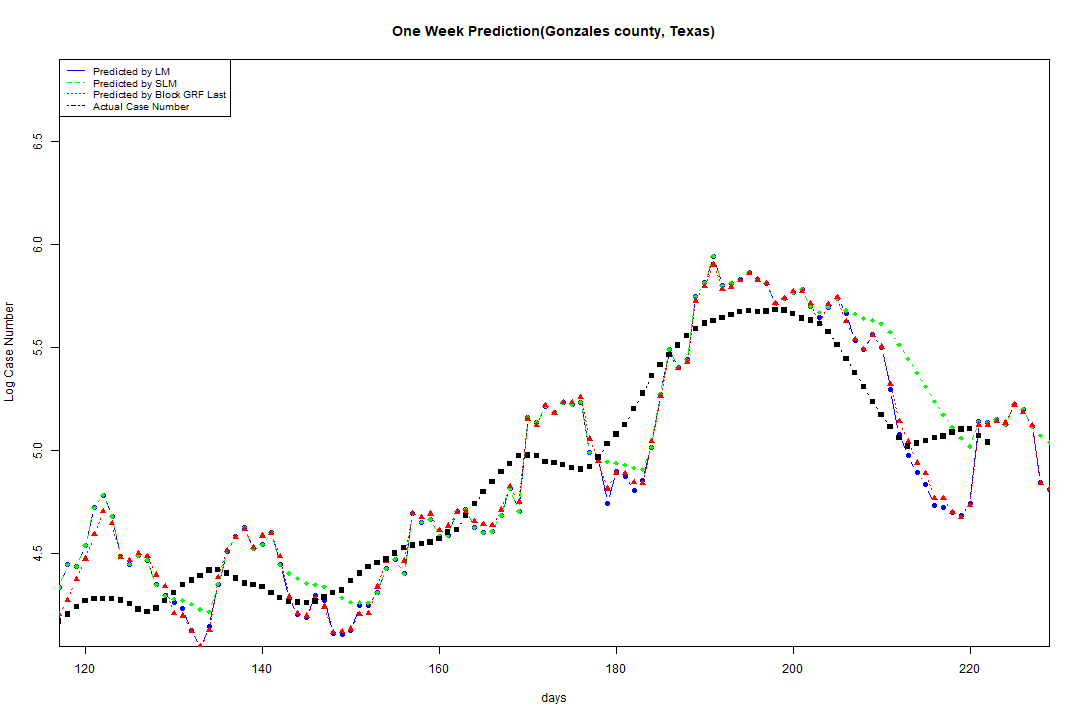 One Week Prediction(Gonzales county, Texas)
Predicted by LM
Predicted by SLM
Predicted by Block GRF Last
Actual Case Number
6.5
6.0
5.5
5.0
4.5
Log Case Number
120 140 160 180 200 220
days